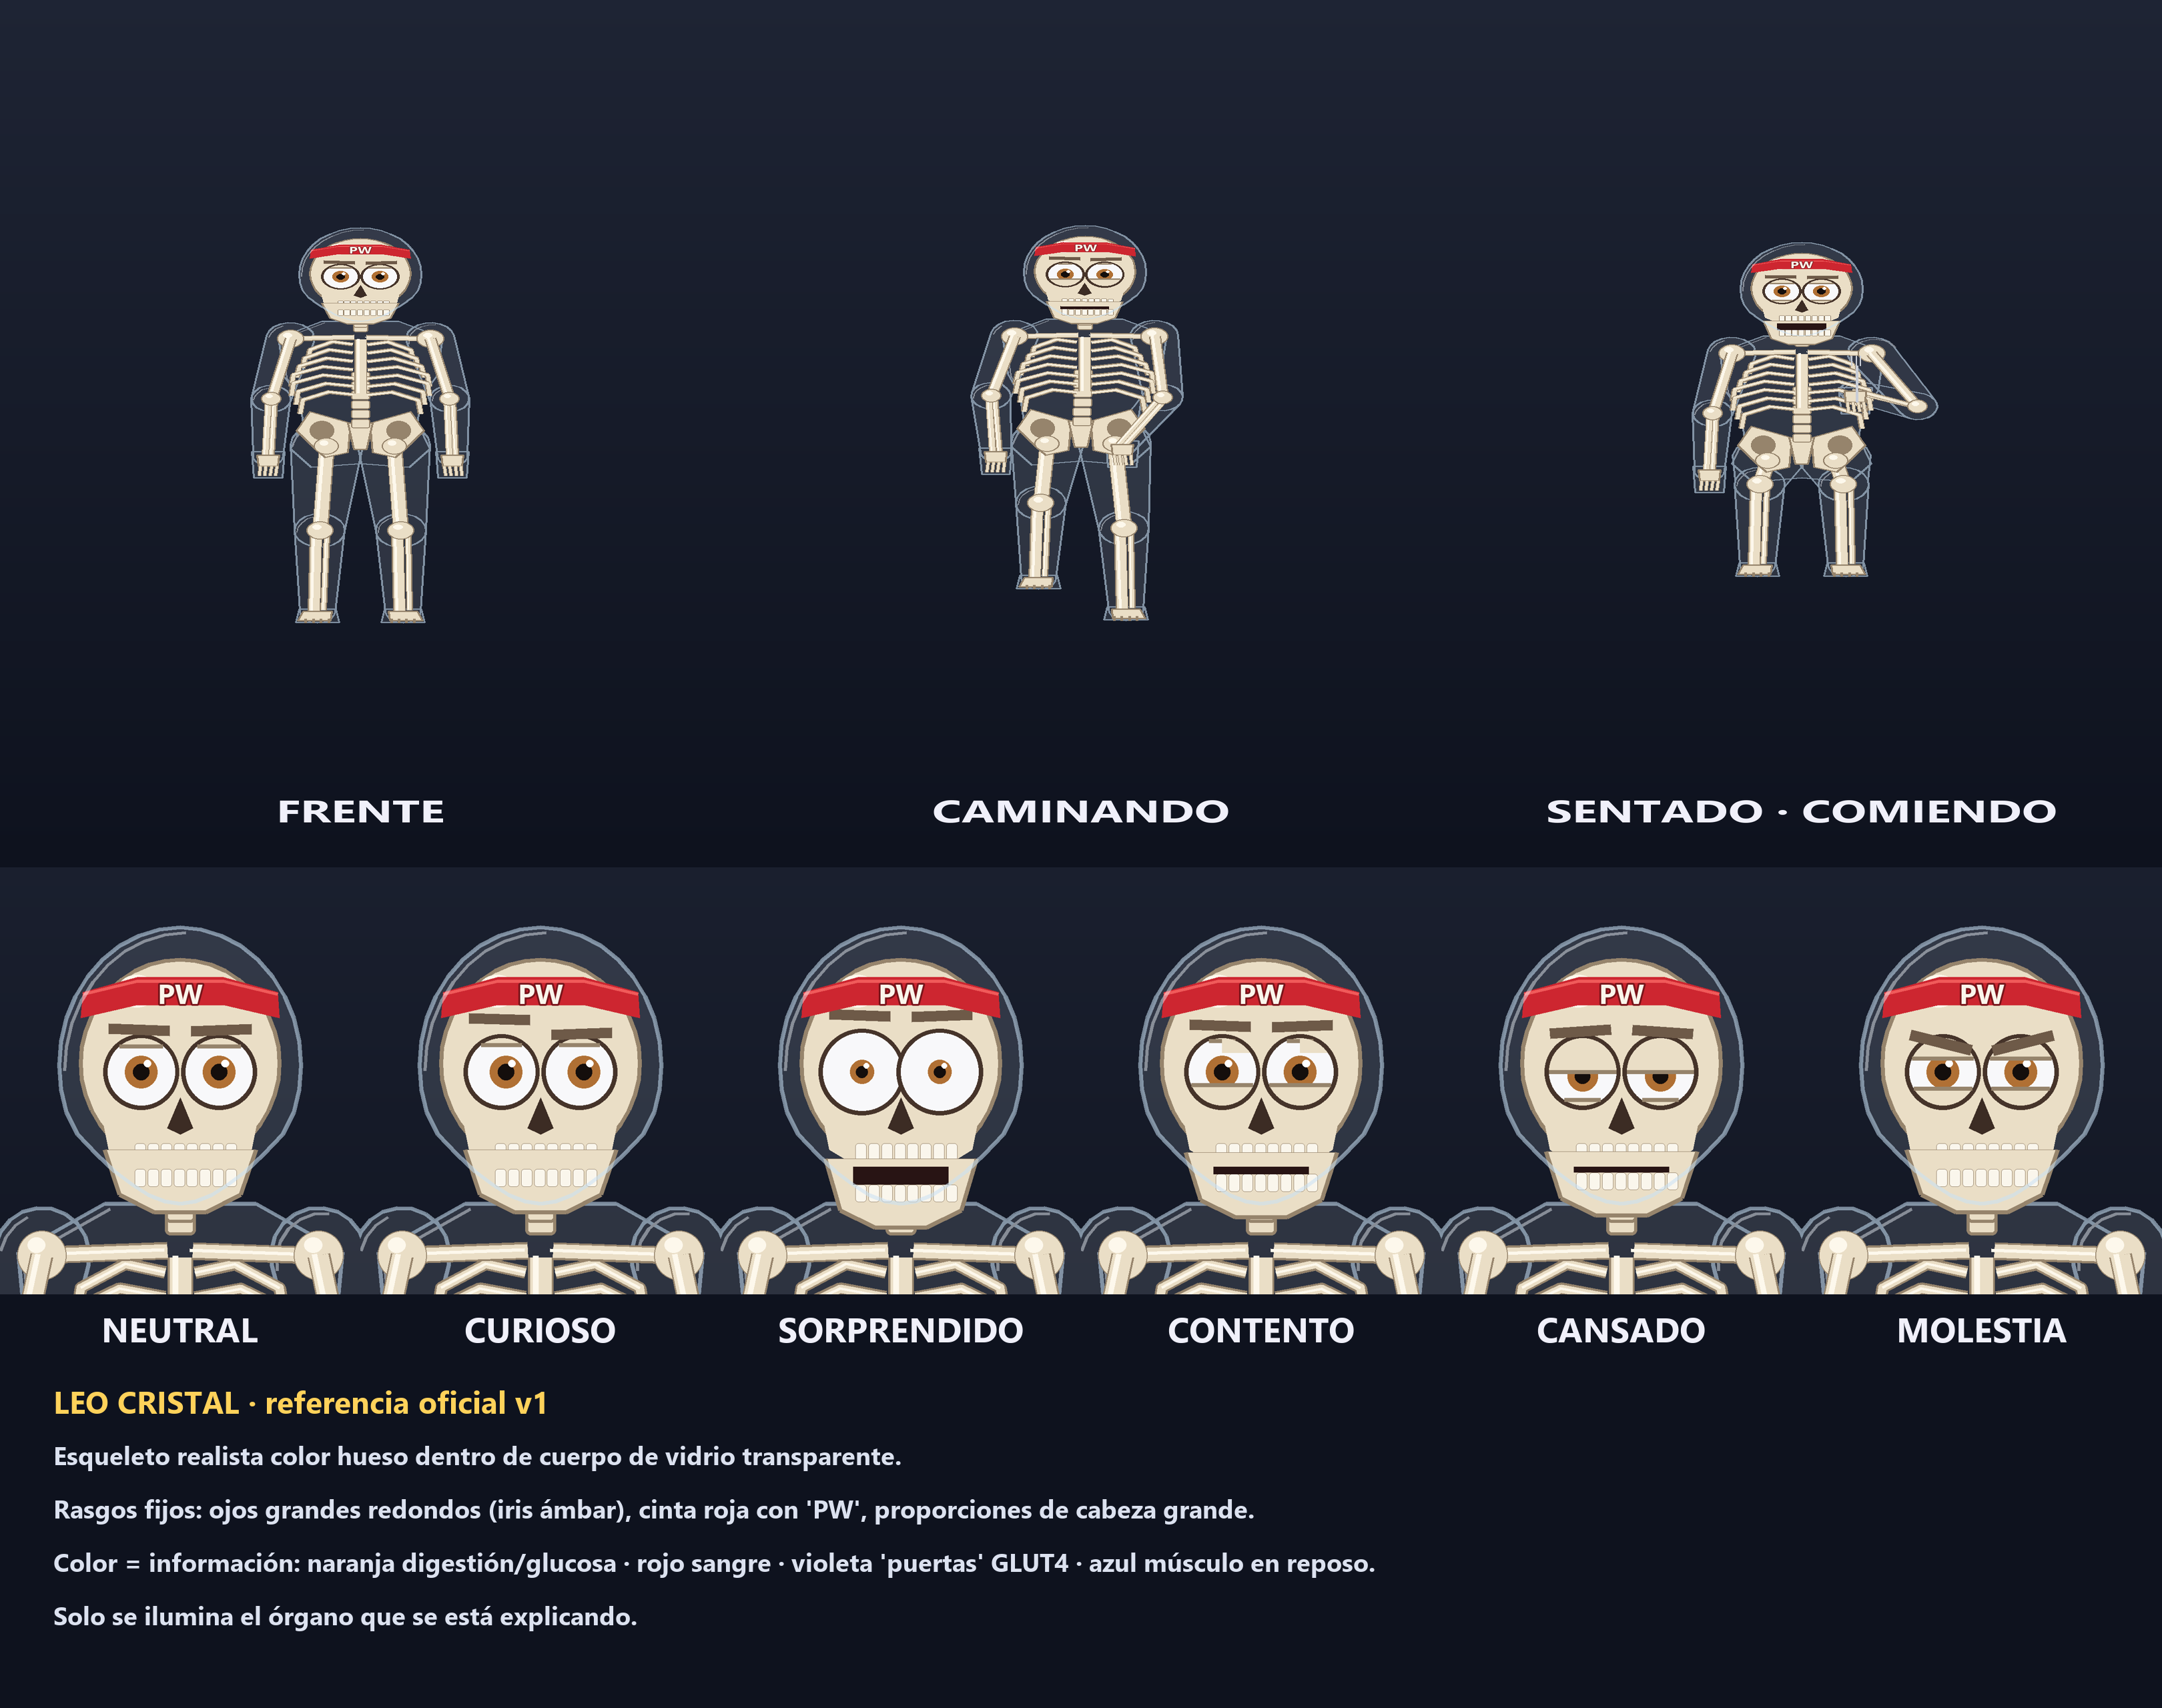 PW
PW
PW
FRENTE
CAMINANDO
SENTADO · COMIENDO
PW
PW
PW
PW
PW
PW
NEUTRAL
CURIOSO
SORPRENDIDO
CONTENTO
CANSADO
MOLESTIA
LEO CRISTAL · referencia oficial v1
Esqueleto realista color hueso dentro de cuerpo de vidrio transparente.
Rasgos fijos: ojos grandes redondos (iris ámbar), cinta roja con 'PW', proporciones de cabeza grande.
Color = información: naranja digestión/glucosa · rojo sangre · violeta 'puertas' GLUT4 · azul músculo en reposo.
Solo se ilumina el órgano que se está explicando.